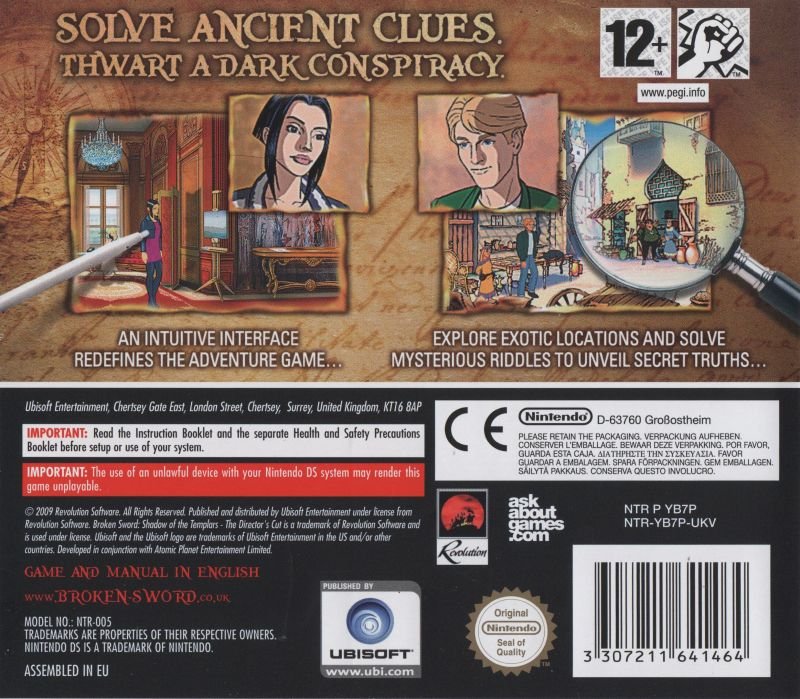 SOLVE ANCIENT CLUES.
THWART A DARK CONSPIRACY.
12+
TM
TM
www.pegi.info
AN INTUITIVE INTERFACE
REDEFINES THE ADVENTURE GAME...
EXPLORE EXOTIC LOCATIONS AND SOLVE
MYSTERIOUS RIDDLES TO UNVEIL SECRET TRUTHS...
Ubisoft Entertainment, Chertsey Gate East, London Street, Chertsey, Surrey, United Kingdom, KT16 8AP
IMPORTANT: Read the Instruction Booklet and the separate Health and Safety Precautions
Booklet before setup or use of your system.
IMPORTANT: The use of an unlawful device with your Nintendo DS system may render this
game unplayable.
© 2009 Revolution Software. All Rights Reserved. Published and distributed by Ubisoft Entertainment under license from
Revolution Software. Broken Sword: Shadow of the Templars - The Director's Cut is a trademark of Revolution Software and
is used under license. Ubisoft and the Ubisoft logo are trademarks of Ubisoft Entertainment in the US and/or other
countries. Developed in conjunction with Atomic Planet Entertainment Limited.
GAME AND MANUAL IN ENGLISH
WWW.BROKEN-SWORD.CO.UK
MODEL NO.: NTR-005
TRADEMARKS ARE PROPERTIES OF THEIR RESPECTIVE OWNERS.
NINTENDO DS IS A TRADEMARK OF NINTENDO.
ASSEMBLED IN EU
PUBLISHED BY
UBISOFT
www.ubi.com
CE
Nintendo® D-63760 Großostheim
PLEASE RETAIN THE PACKAGING. VERPACKUNG AUFHEBEN.
CONSERVER L'EMBALLAGE. BEWAAR DEZE VERPAKKING. POR FAVOR,
GUARDA ESTA CAJA. ΔΙΑΤΗΡΗΣΤΕ ΤΗΝ ΣΥΣΚΕΥΑΣΙΑ. FAVOR
GUARDAR A EMBALAGEM. SPARA FÖRPACKNINGEN. GEM EMBALLAGEN.
SÄILYTÄ PAKKAUS. CONSERVA QUESTO INVOLUCRO.
Revolution
ask
about
games
.com
NTR P YB7P
NTR-YB7P-UKV
Original
Nintendo
Seal of
Quality
TM
3 307211 641464